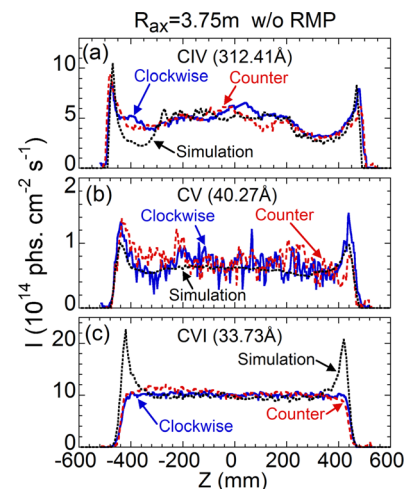 R_ax=3.75m w/o RMP
(a) CIV (312.41Å)
Clockwise
Counter
Simulation
15
10
5
0
(b) CV (40.27Å)
Clockwise
Counter
Simulation
2
1
0
(c) CVI (33.73Å)
Simulation
Clockwise
Counter
20
10
0
I (10^14 phs. cm^-2 s^-1)
-600 -400 -200 0 200 400 600
Z (mm)